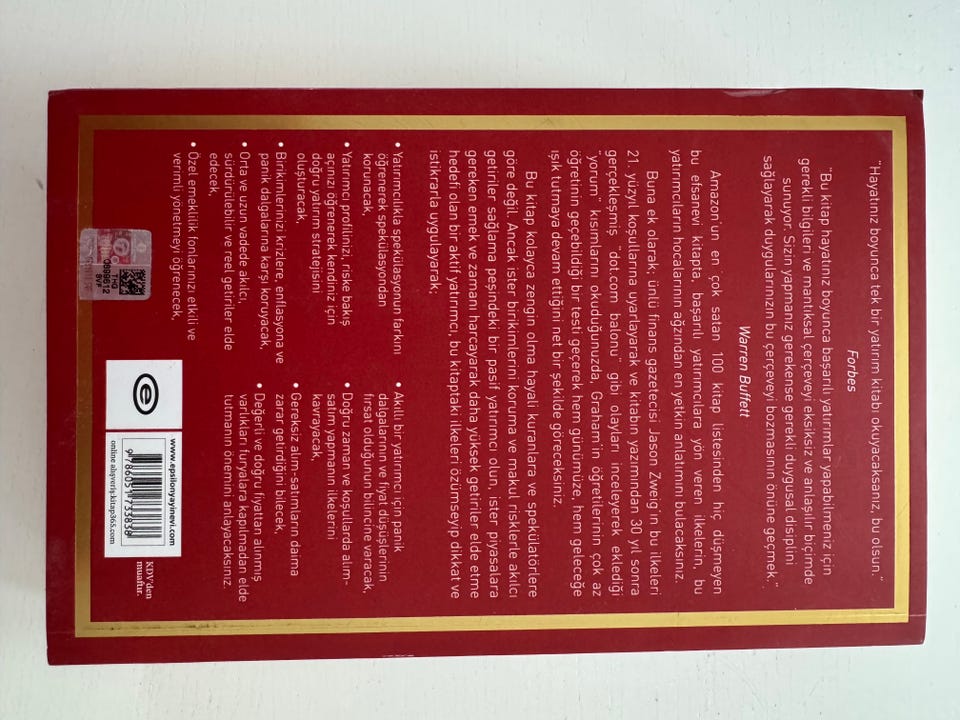 "Hayatınız boyunca tek bir yatırım kitabı okuyacaksanız, bu olsun."
Forbes
"Bu kitap hayatınız boyunca başarılı yatırımlar yapabilmeniz için
gerekli bilgileri ve mantıksal çerçeveyi eksiksiz ve anlaşılır biçimde
sunuyor. Sizin yapmanız gerekense gerekli duygusal disiplini
sağlayarak duygularınızın bu çerçeveyi bozmasının önüne geçmek."
Warren Buffett
Amazon'un en çok satan 100 kitap listesinden hiç düşmeyen
bu efsanevi kitapta, başarılı yatırımcılara yön veren ilkelerin, bu
yatırımcıların hocalarının ağzından en yetkin anlatımını bulacaksınız.
Buna ek olarak; ünlü finans gazetecisi Jason Zweig'in bu ilkeleri
21. yüzyıl koşullarına uyarlayarak ve kitabın yazımından 30 yıl sonra
gerçekleşmiş "dot.com balonu" gibi olayları inceleyerek eklediği
"yorum" kısımlarını okuduğunuzda, Graham'in öğretilerinin çok az
öğretinin geçebildiği bir testi geçerek hem günümüze, hem geleceğe
ışık tutmaya devam ettiğini net bir şekilde göreceksiniz.
Bu kitap kolayca zengin olma hayali kuranlara ve spekülatörlere
göre değil. Ancak ister birikimlerini koruma ve makul risklerle akılcı
getiriler sağlama peşindeki bir pasif yatırımcı olun, ister piyasalara
gereken emek ve zamanı harcayarak daha yüksek getiriler elde etme
hedefi olan bir aktif yatırımcı, bu kitaptaki ilkeleri özümseyip dikkat ve
istikrarla uygulayarak;
• Yatırımcılıkla spekülasyonun farkını
öğrenerek spekülasyondan
korunacak,
• Yatırımcı profilinizi, riske bakış
açınızı öğrenerek kendiniz için
doğru yatırım stratejisini
oluşturacak,
• Birikimlerinizi krizlere, enflasyona ve
panik dalgalarına karşı koruyacak,
• Orta ve uzun vadede akılcı,
sürdürülebilir ve reel getiriler elde
edecek,
• Özel emeklilik fonlarınızı etkili ve
verimli yönetmeyi öğrenecek,
• Akıllı bir yatırımcı için panik
dalgalarının ve fiyat düşüşlerinin
fırsat olduğunun bilincine varacak,
• Doğru zaman ve koşullarda alım-
satım yapmanın ilkelerini
kavrayacak,
• Gereksiz alım-satımların daima
zarar getirdiğini bilecek,
• Değerli ve doğru fiyattan alınmış
varlıkları furyalara kapılmadan elde
tutmanın önemini anlayacaksınız.
THG
0899612
BVF
e
www.epsilonyayinevi.com
9 786051 733838
online alışveriş: kitap365.com
KDV'den
muaftır.